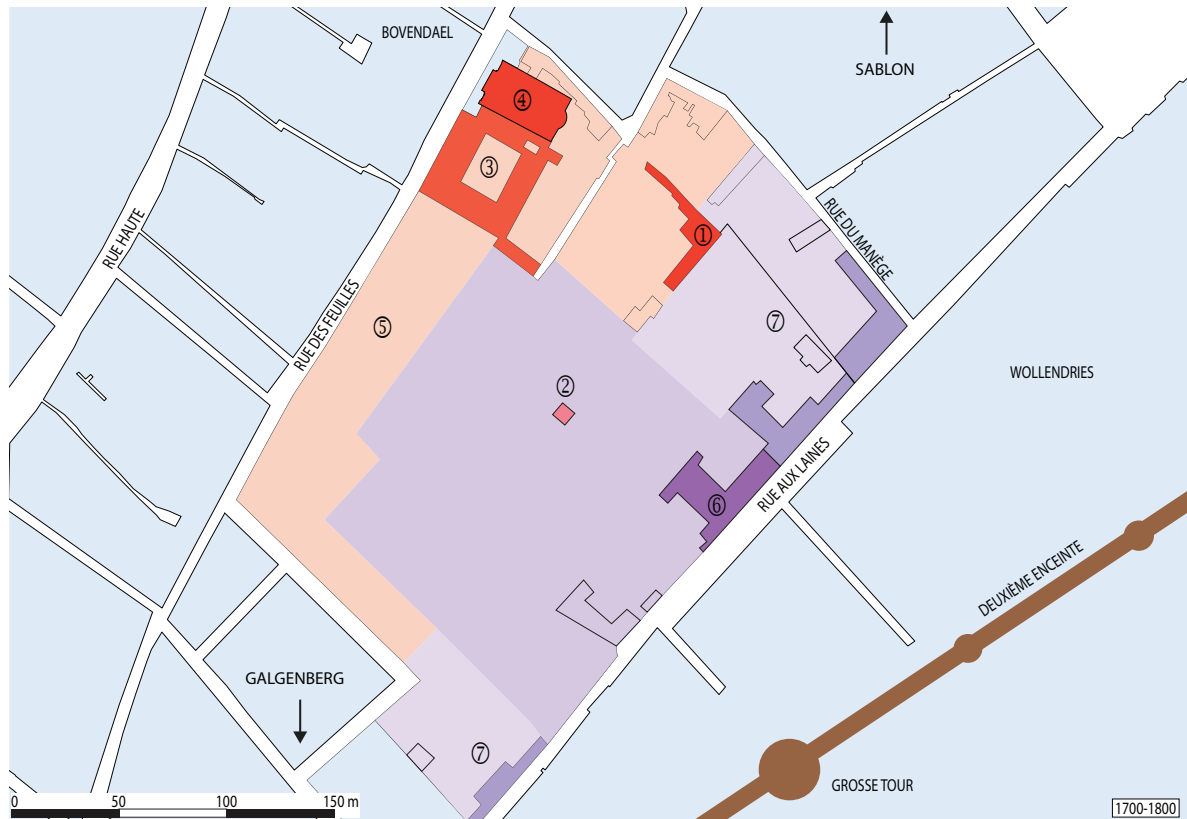 BOVENDAEL
SABLON
④
③
RUE HAUTE
RUE DU MANÈGE
①
RUE DES FEUILLES
⑤
⑦
②
WOLLENDRIES
RUE AUX LAINES
⑥
DEUXIÈME ENCEINTE
GALGENBERG
⑦
GROSSE TOUR
0 50 100 150 m
1700-1800